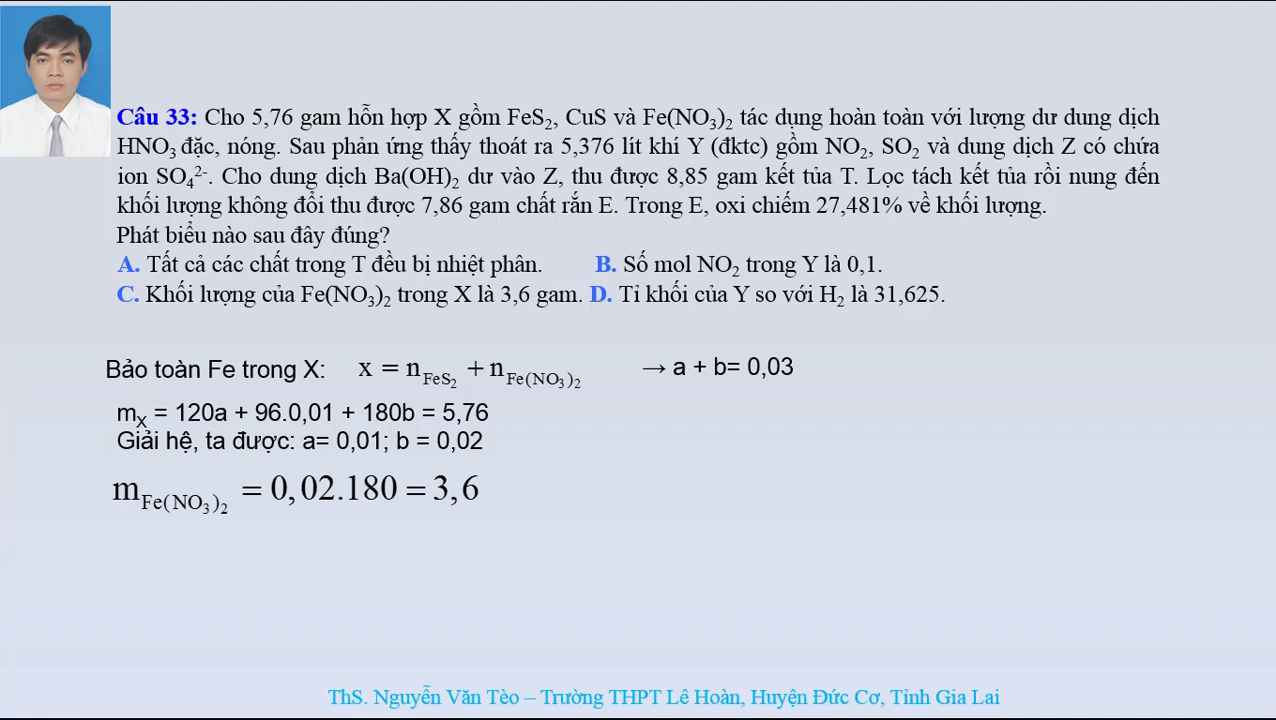 Câu 33: Cho 5,76 gam hỗn hợp X gồm FeS₂, CuS và Fe(NO₃)₂ tác dụng hoàn toàn với lượng dư dung dịch
HNO₃ đặc, nóng. Sau phản ứng thấy thoát ra 5,376 lít khí Y (đktc) gồm NO₂, SO₂ và dung dịch Z có chứa
ion SO₄²⁻. Cho dung dịch Ba(OH)₂ dư vào Z, thu được 8,85 gam kết tủa T. Lọc tách kết tủa rồi nung đến
khối lượng không đổi thu được 7,86 gam chất rắn E. Trong E, oxi chiếm 27,481% về khối lượng.
Phát biểu nào sau đây đúng?
A. Tất cả các chất trong T đều bị nhiệt phân. B. Số mol NO₂ trong Y là 0,1.
C. Khối lượng của Fe(NO₃)₂ trong X là 3,6 gam. D. Tỉ khối của Y so với H₂ là 31,625.
Bảo toàn Fe trong X: x = n_FeS₂ + n_Fe(NO₃)₂ → a + b= 0,03
m_X = 120a + 96.0,01 + 180b = 5,76
Giải hệ, ta được: a= 0,01; b = 0,02
m_Fe(NO₃)₂ = 0,02.180 = 3,6
ThS. Nguyễn Văn Tèo – Trường THPT Lê Hoàn, Huyện Đức Cơ, Tỉnh Gia Lai